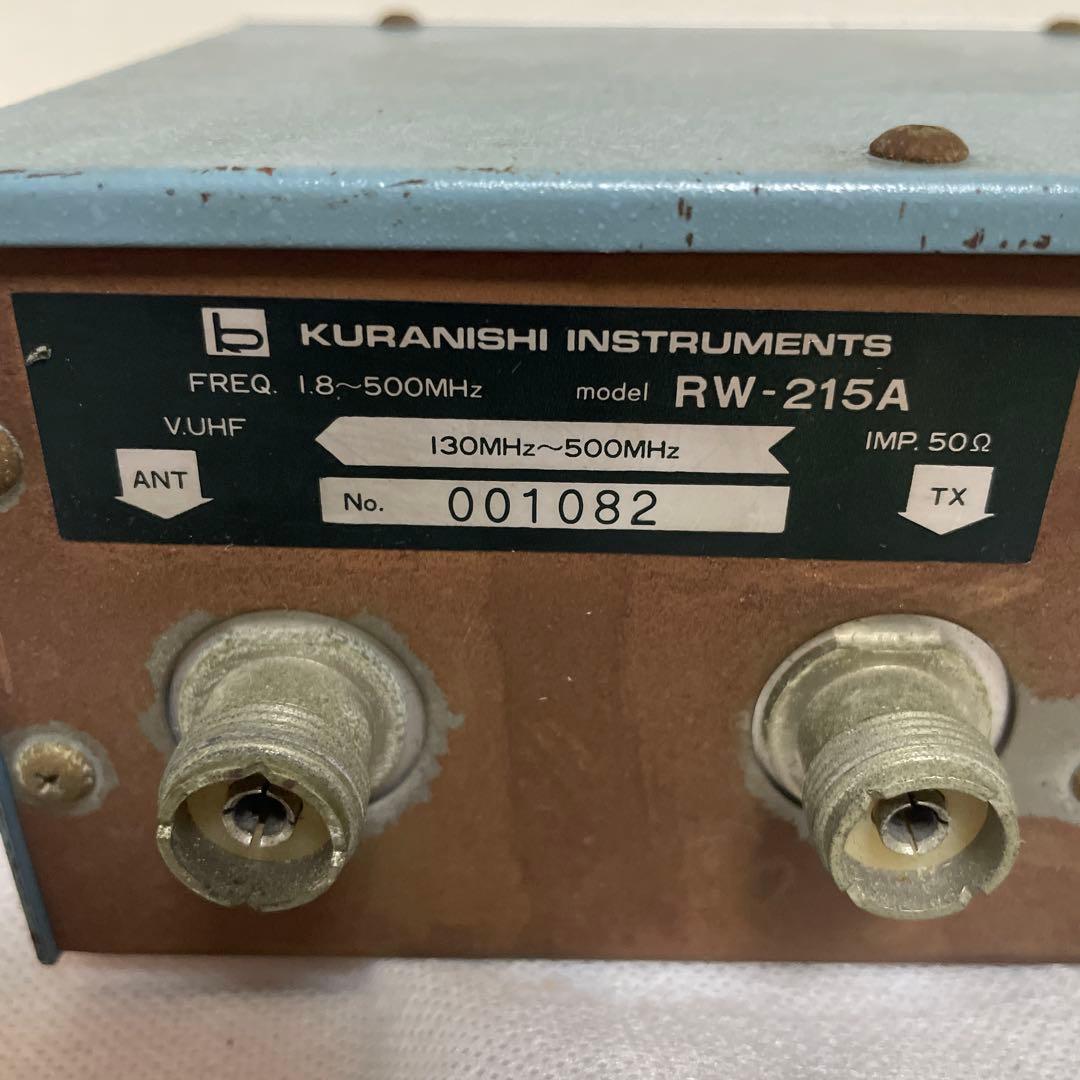 b KURANISHI INSTRUMENTS
FREQ. 1.8~500MHz model RW-215A
V.UHF 130MHz~500MHz IMP. 50Ω
ANT No. 001082 TX